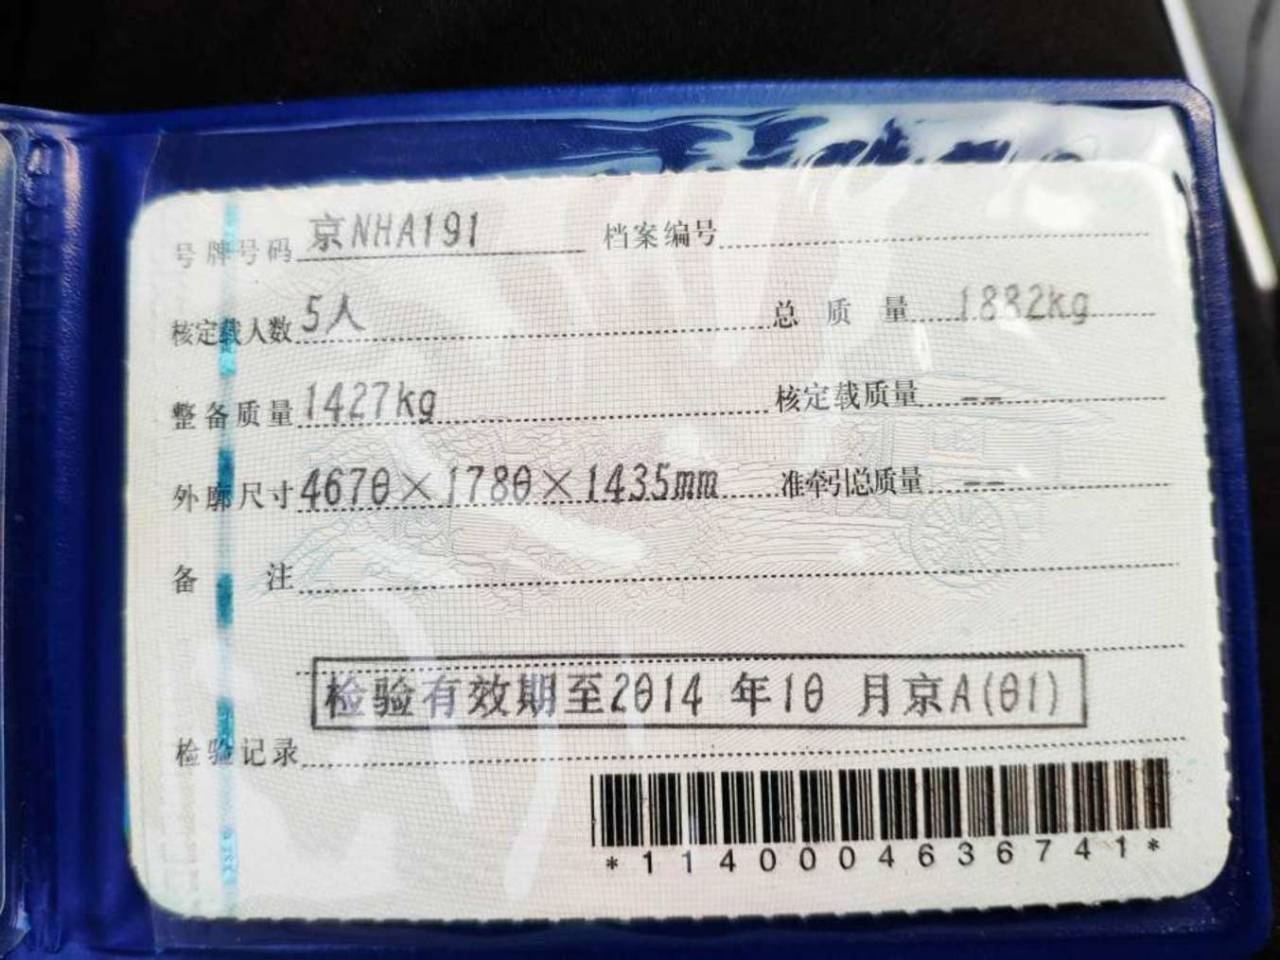 号牌号码 京NHA191 档案编号
核定载人数 5人 总质量 1882kg
整备质量 1427kg 核定载质量 --
外廓尺寸 4670×1780×1435mm 准牵引总质量 --
备注
检验有效期至2014 年10 月京A(01)
检验记录
*1140004636741*